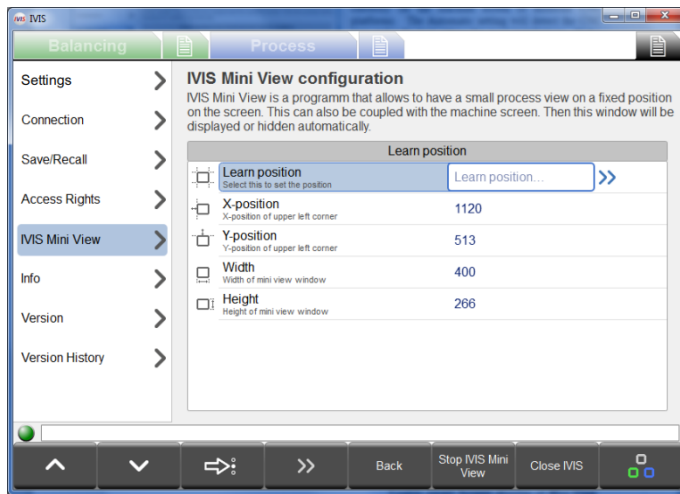 IVIS IVIS
Balancing
Process
Settings
Connection
Save/Recall
Access Rights
IVIS Mini View
Info
Version
Version History
IVIS Mini View configuration
IVIS Mini View is a programm that allows to have a small process view on a fixed position
on the screen. This can also be coupled with the machine screen. Then this window will be
displayed or hidden automatically.
Learn position
Learn position
Select this to set the position
Learn position...
X-position
X-position of upper left corner
1120
Y-position
Y-position of upper left corner
513
Width
Width of mini view window
400
Height
Height of mini view window
266
Back
Stop IVIS Mini
View
Close IVIS